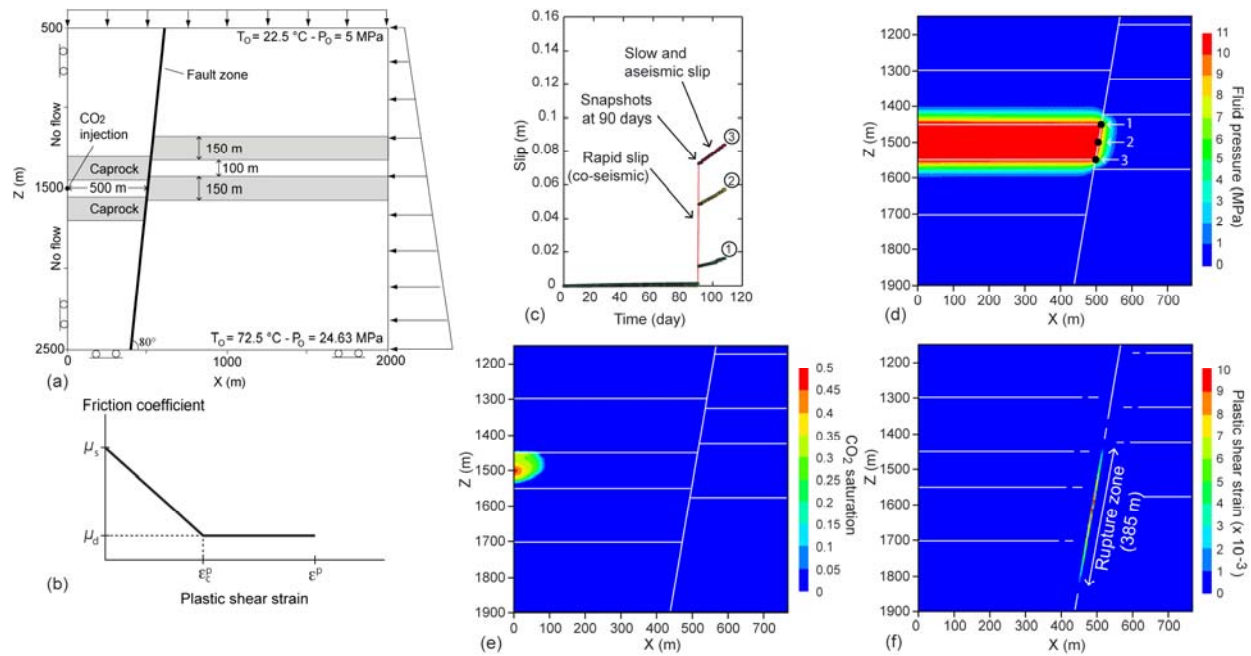 500
T₀ = 22.5 °C - P₀ = 5 MPa
Fault zone
No flow
CO₂
injection
150 m
100 m
Caprock
1500
500 m
150 m
Caprock
Z (m)
No flow
T₀ = 72.5 °C - P₀ = 24.63 MPa
80°
2500
0
1000
2000
X (m)
(a)
Friction coefficient
μs
μd
εᵖc
εᵖ
Plastic shear strain
(b)
0.16
0.14
0.12
0.10
0.08
0.06
0.04
0.02
0
Slip (m)
Slow and
aseismic slip
Snapshots
at 90 days
Rapid slip
(co-seismic)
3
2
1
0 20 40 60 80 100 120
Time (day)
(c)
1200
1300
1400
1500
1600
1700
1800
1900
Z (m)
1
2
3
0 100 200 300 400 500 600 700
X (m)
(d)
11
10
9
8
7
6
5
4
3
2
1
0
Fluid pressure (MPa)
1200
1300
1400
1500
1600
1700
1800
1900
Z (m)
0 100 200 300 400 500 600 700
X (m)
(e)
0.5
0.45
0.4
0.35
0.3
0.25
0.2
0.15
0.1
0.05
0
CO₂ saturation
1200
1300
1400
1500
1600
1700
1800
1900
Z (m)
Rupture zone
(385 m)
0 100 200 300 400 500 600 700
X (m)
(f)
10
9
8
7
6
5
4
3
2
1
0
Plastic shear strain (x 10-3)